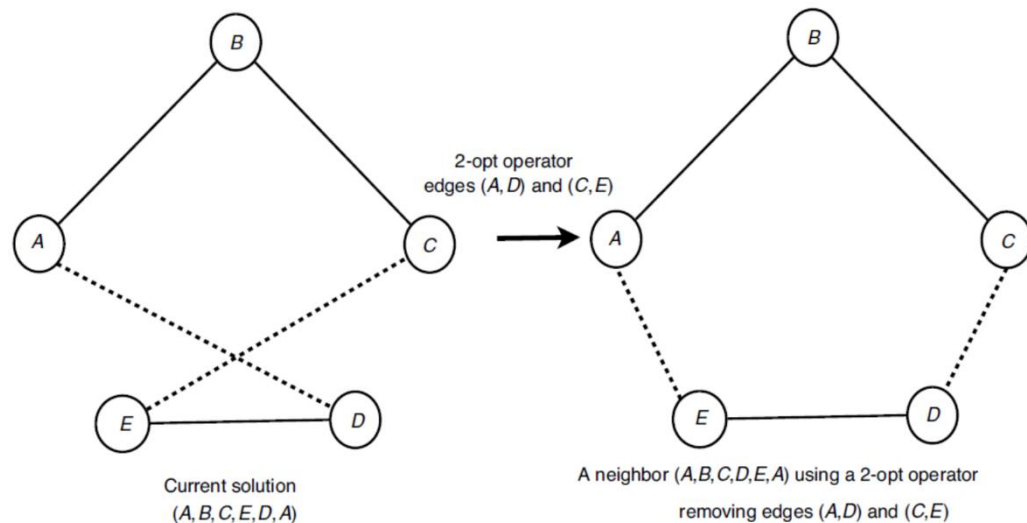 B
B
2-opt operator
edges (A,D) and (C,E)
A
C
A
C
E
D
E
D
Current solution
(A,B,C,E,D,A)
A neighbor (A,B,C,D,E,A) using a 2-opt operator
removing edges (A,D) and (C,E)